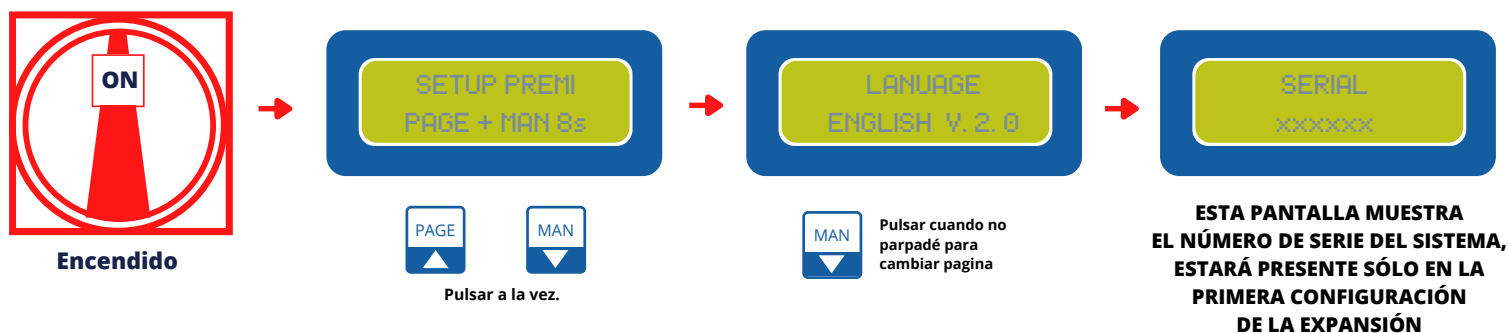 ON
Encendido
SETUP PREMI
PAGE + MAN 8s
PAGE
MAN
Pulsar a la vez.
LANUAGE
ENGLISH V. 2. 0
MAN
Pulsar cuando no
parpadé para
cambiar pagina
SERIAL
xxxxxx
ESTA PANTALLA MUESTRA
EL NÚMERO DE SERIE DEL SISTEMA,
ESTARÁ PRESENTE SÓLO EN LA
PRIMERA CONFIGURACIÓN
DE LA EXPANSIÓN